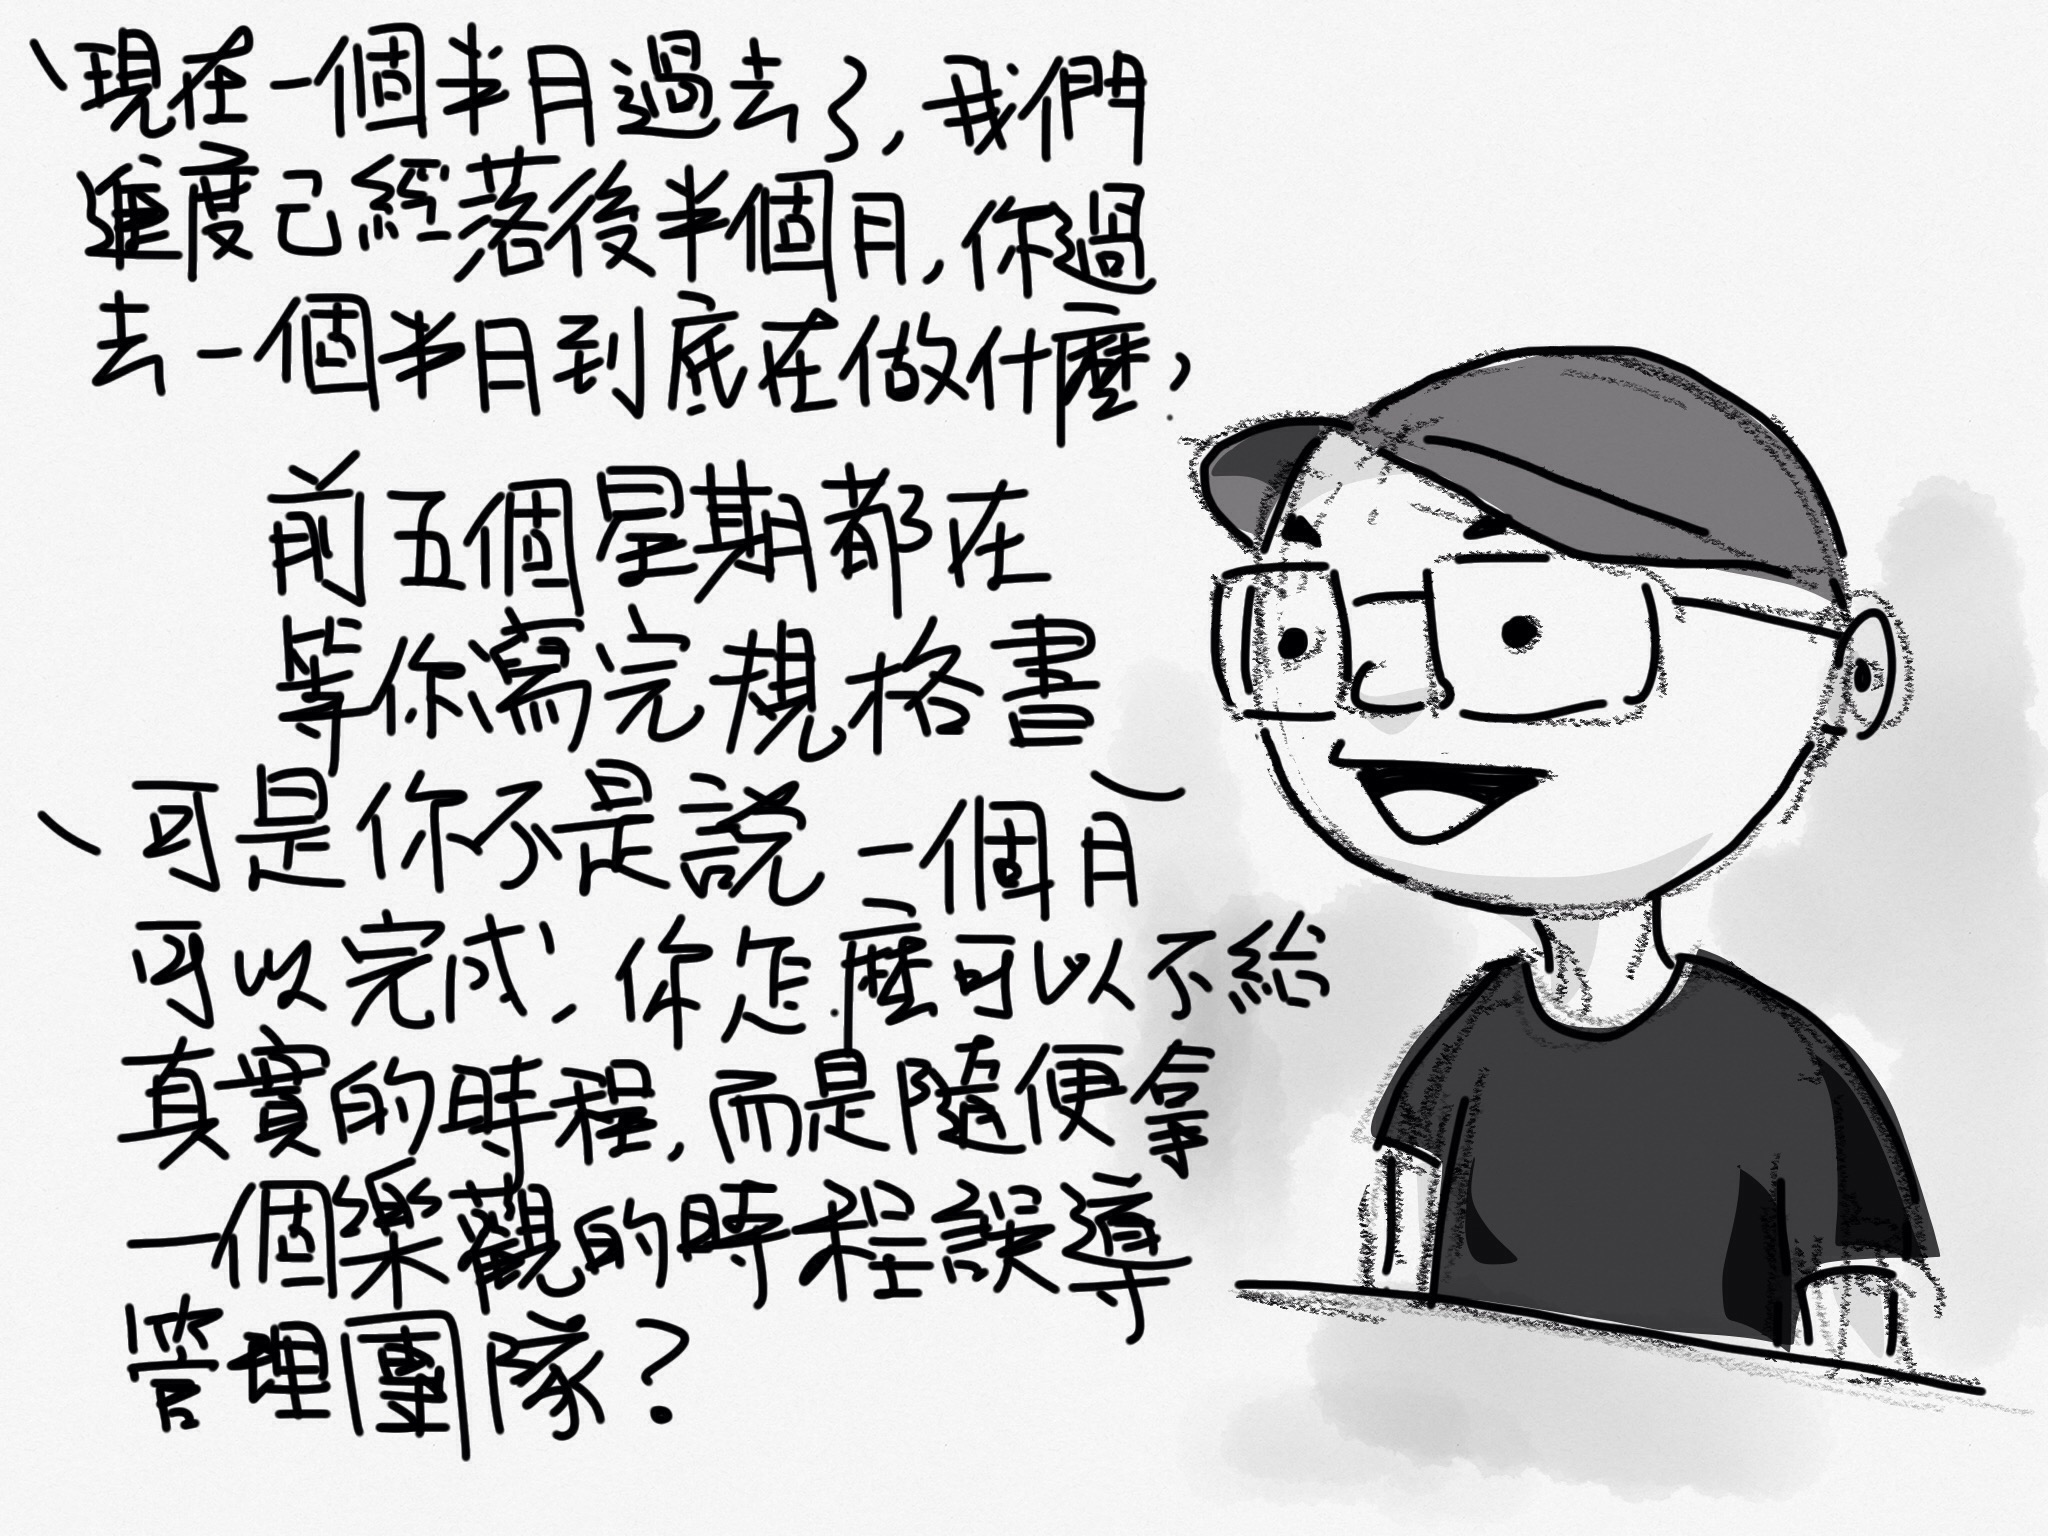 現在一個半月過去了，我們
進度已經落後半個月，你過
去一個半月到底在做什麼，
前五個星期都在
等你寫完規格書
可是你不是說一個月
可以完成，你怎麼可以不給
真實的時程，而是隨便拿
一個樂觀的時程誤導
管理團隊？